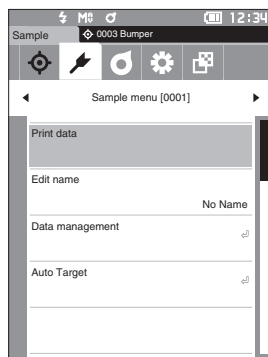 12:34
Sample
0003 Bumper
Sample menu [0001]
Print data
Edit name
No Name
Data management
Auto Target